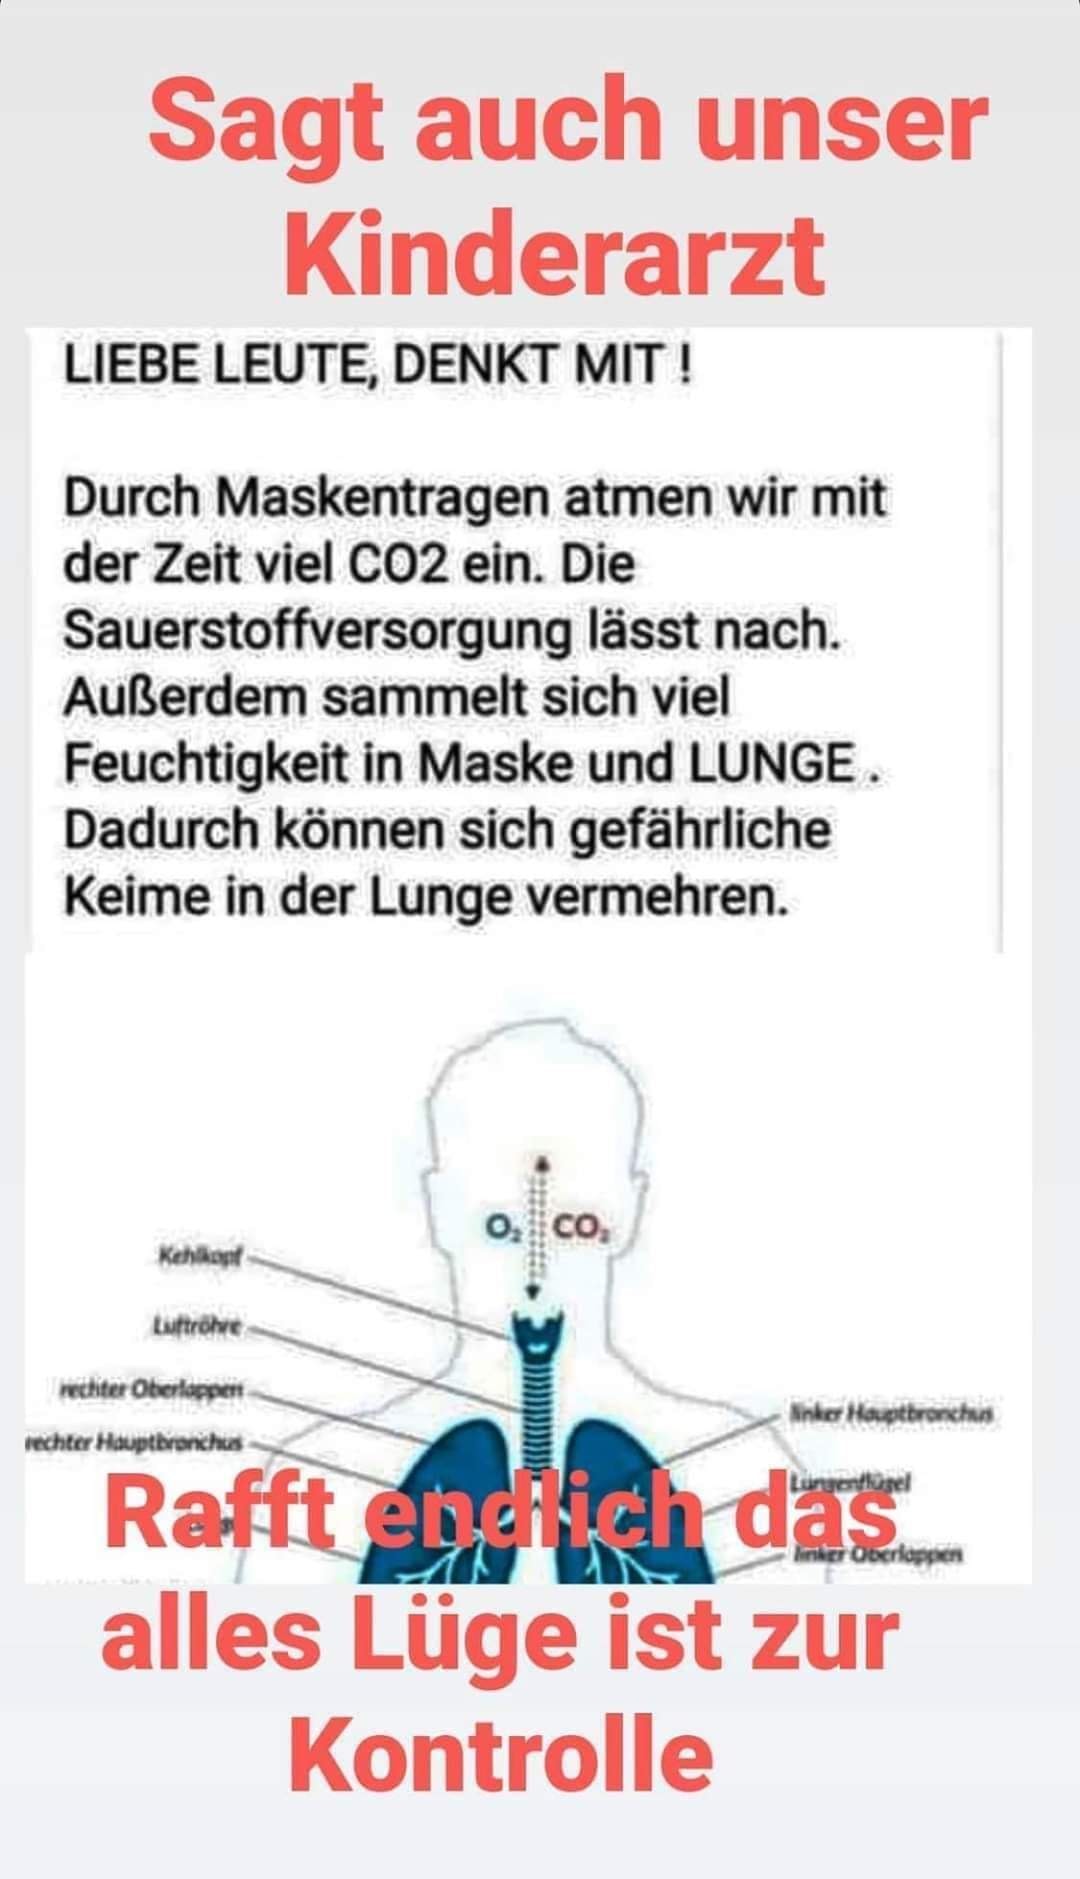 Sagt auch unser
Kinderarzt
LIEBE LEUTE, DENKT MIT !
Durch Maskentragen atmen wir mit
der Zeit viel CO2 ein. Die
Sauerstoffversorgung lässt nach.
Außerdem sammelt sich viel
Feuchtigkeit in Maske und LUNGE .
Dadurch können sich gefährliche
Keime in der Lunge vermehren.
O₂ CO₂
Kehlkopf
Luftröhre
rechter Oberlappen
rechter Hauptbronchus
linker Hauptbronchus
Lungenflügel
linker Oberlappen
Rafft endlich das
alles Lüge ist zur
Kontrolle